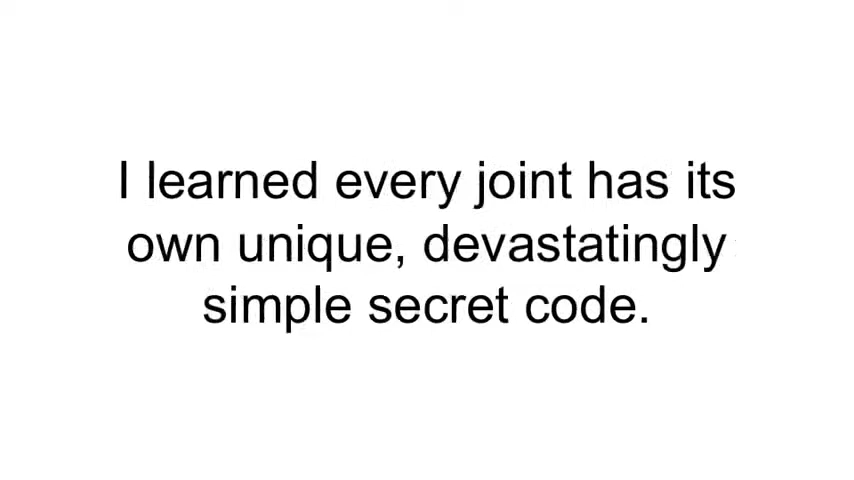 I learned every joint has its
own unique, devastatingly
simple secret code.